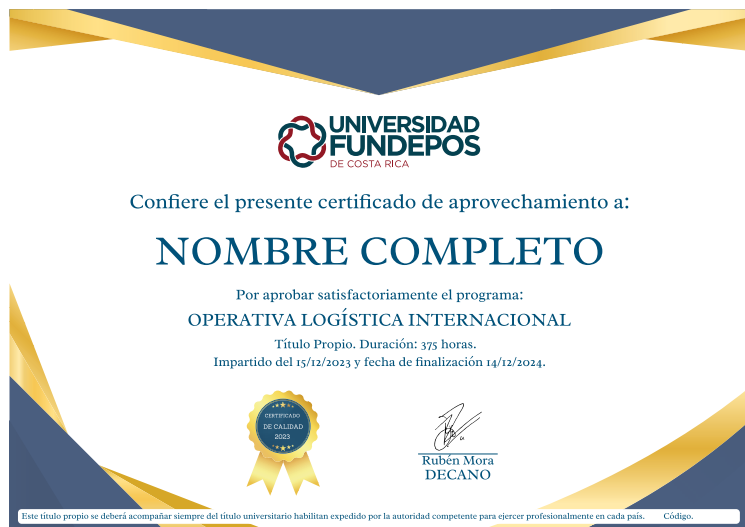 UNIVERSIDAD
FUNDEPOS
DE COSTA RICA
Confiere el presente certificado de aprovechamiento a:
NOMBRE COMPLETO
Por aprobar satisfactoriamente el programa:
OPERATIVA LOGÍSTICA INTERNACIONAL
Título Propio. Duración: 375 horas.
Impartido del 15/12/2023 y fecha de finalización 14/12/2024.
CERTIFICADO
DE CALIDAD
2023
Rubén Mora
DECANO
Este título propio se deberá acompañar siempre del título universitario habilitan expedido por la autoridad competente para ejercer profesionalmente en cada país. Código.